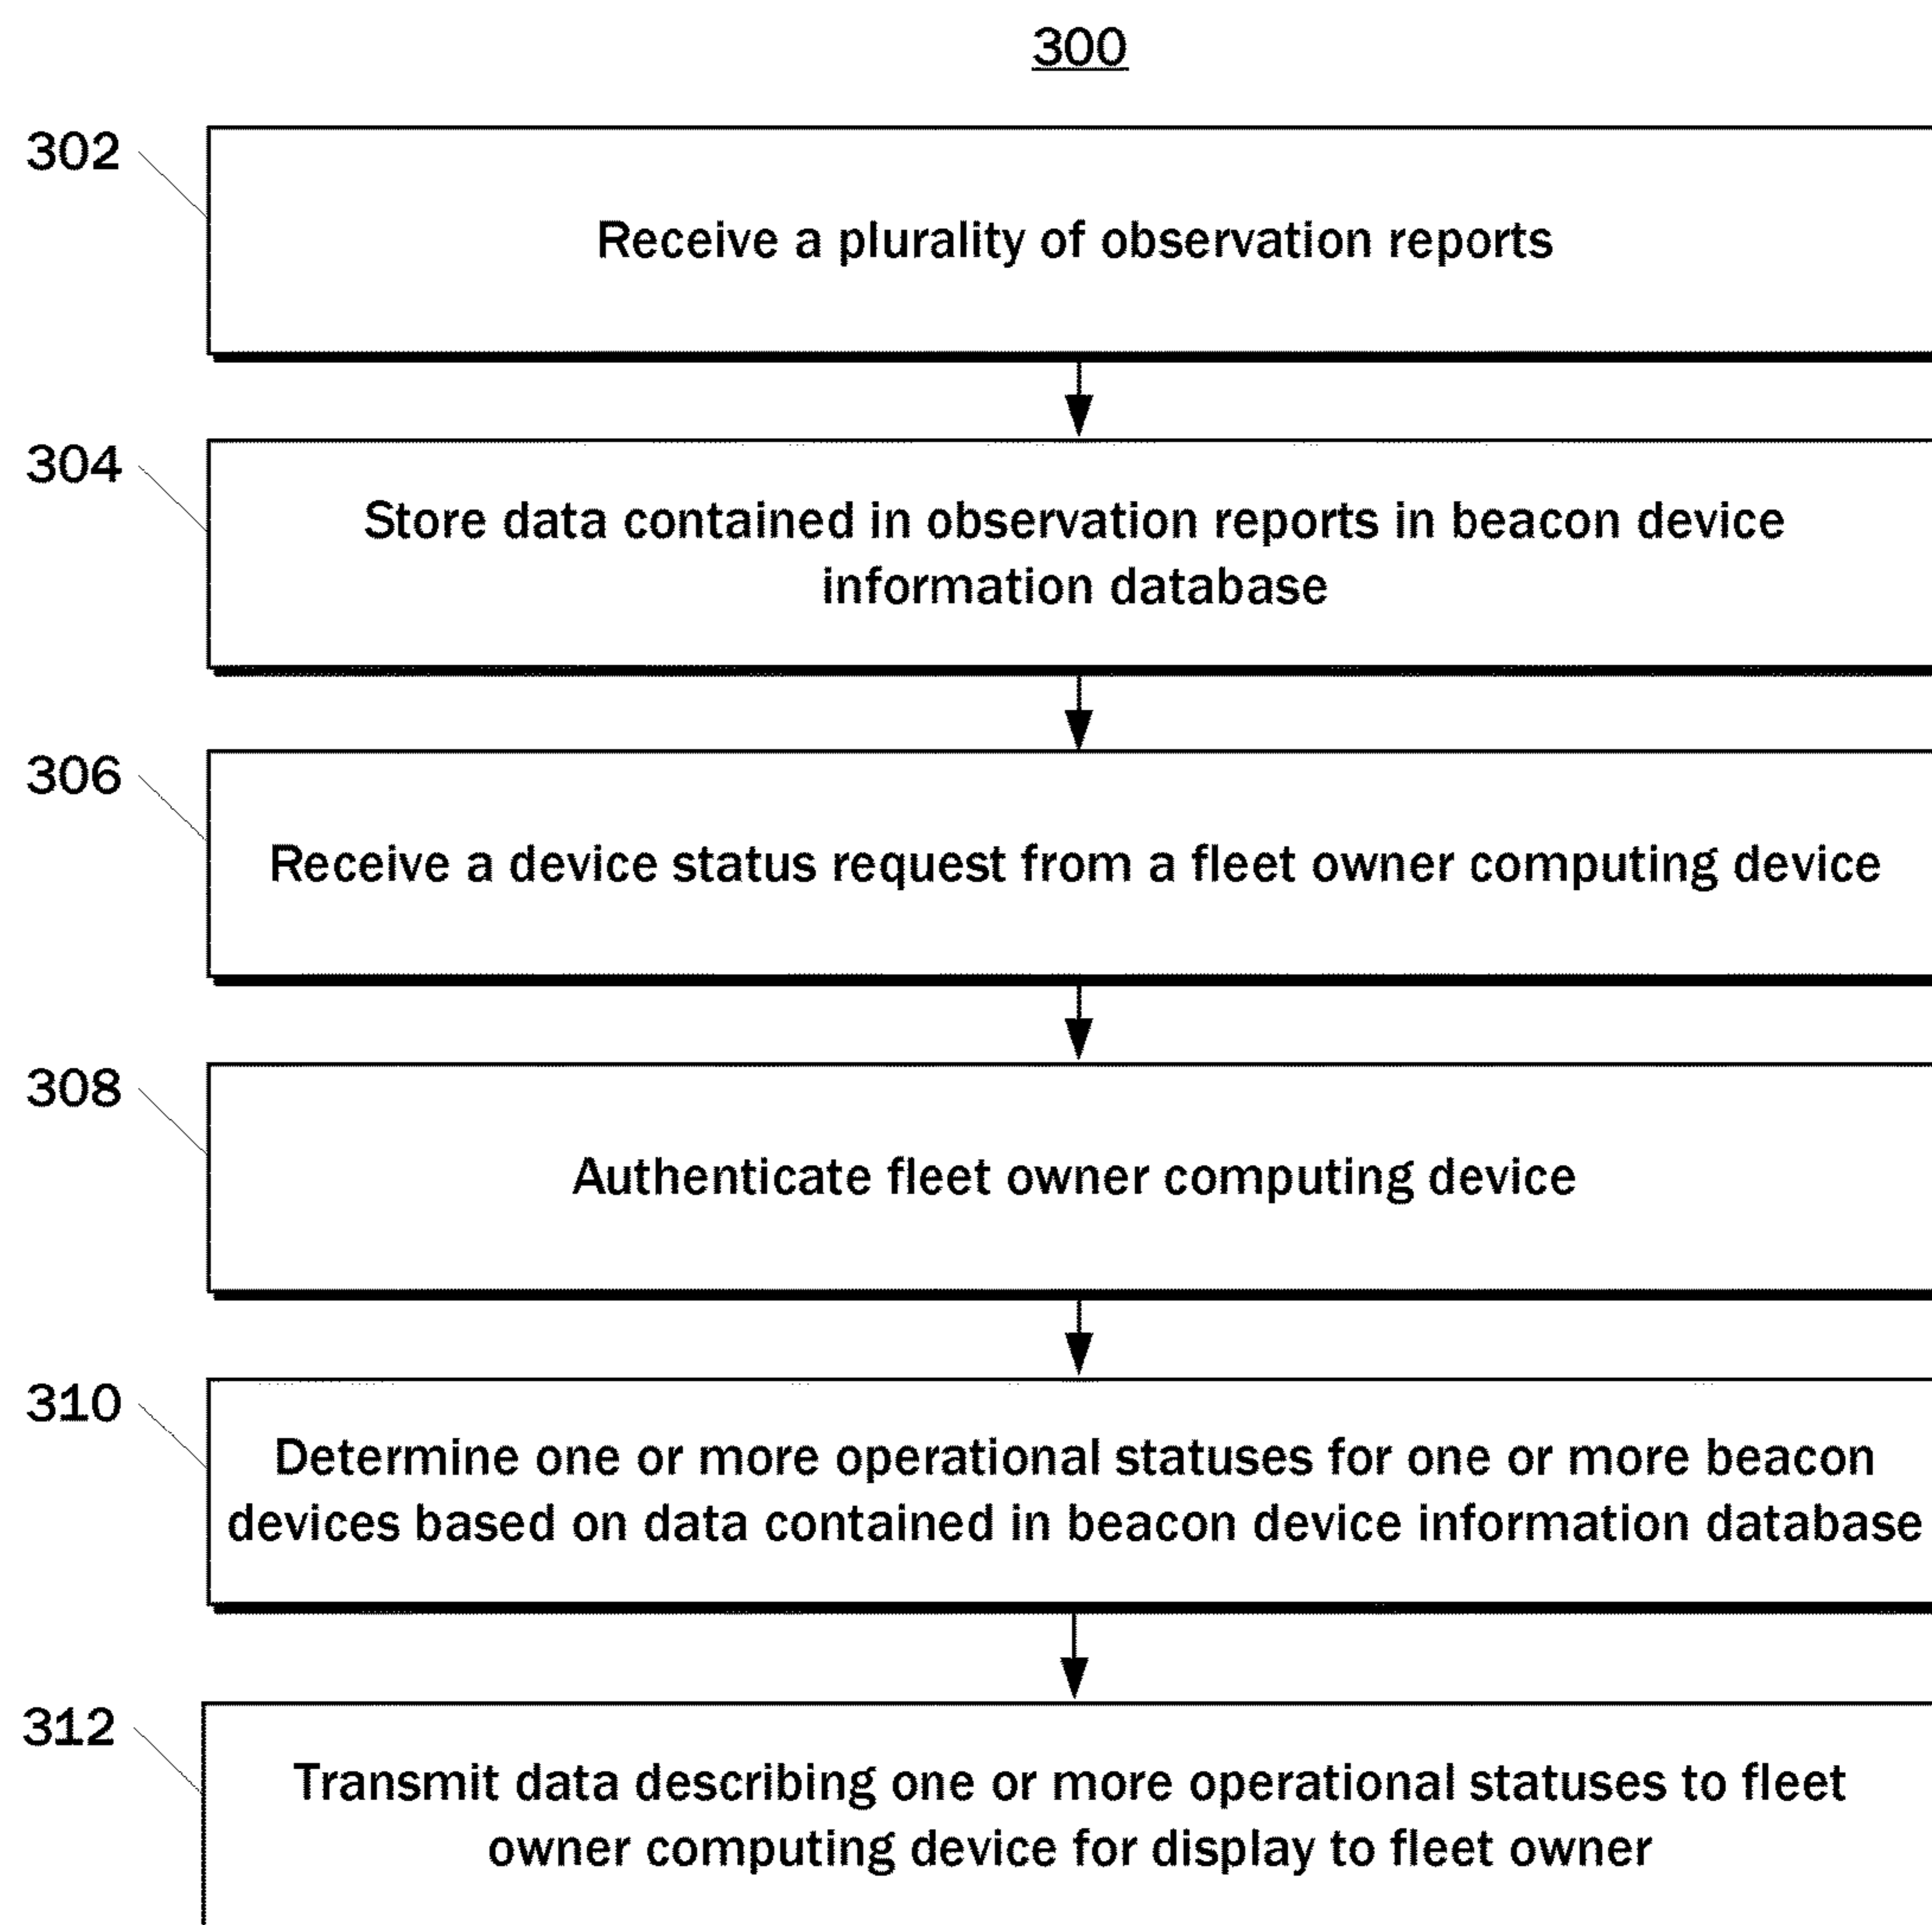 300
302
Receive a plurality of observation reports
304
Store data contained in observation reports in beacon device
information database
306
Receive a device status request from a fleet owner computing device
308
Authenticate fleet owner computing device
310
Determine one or more operational statuses for one or more beacon
devices based on data contained in beacon device information database
312
Transmit data describing one or more operational statuses to fleet
owner computing device for display to fleet owner